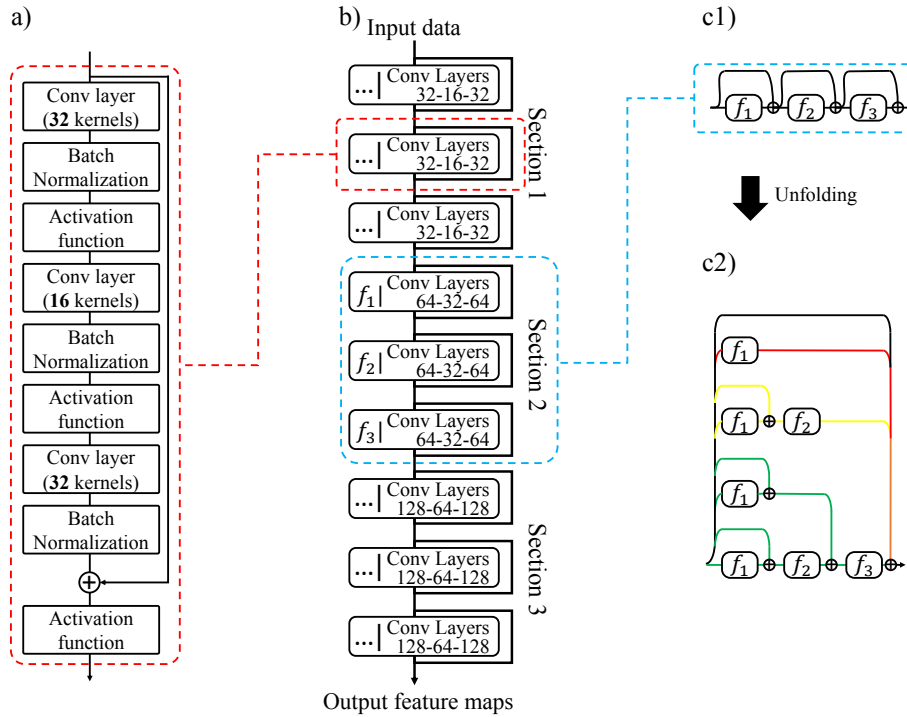 a)
Conv layer
(32 kernels)
Batch
Normalization
Activation
function
Conv layer
(16 kernels)
Batch
Normalization
Activation
function
Conv layer
(32 kernels)
Batch
Normalization
+
Activation
function
b)
Input data
...| Conv Layers
32-16-32
...| Conv Layers
32-16-32
...| Conv Layers
32-16-32
Section 1
f1| Conv Layers
64-32-64
f2| Conv Layers
64-32-64
f3| Conv Layers
64-32-64
Section 2
...| Conv Layers
128-64-128
...| Conv Layers
128-64-128
...| Conv Layers
128-64-128
Section 3
Output feature maps
c1)
f1 ⊕ f2 ⊕ f3 ⊕
Unfolding
c2)
f1
f1 ⊕ f2
f1 ⊕
f1 ⊕ f2 ⊕ f3 ⊕